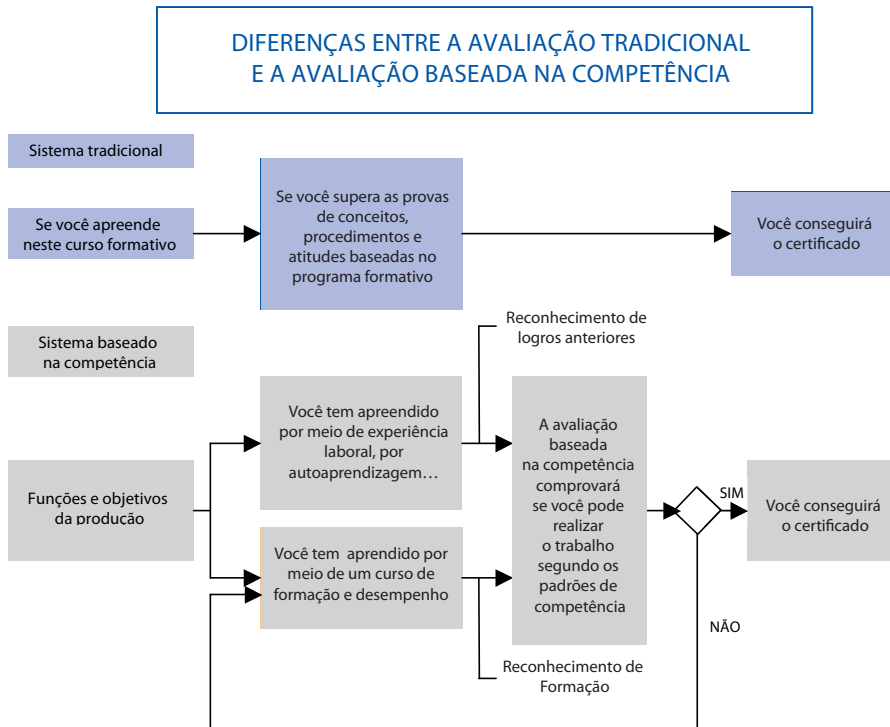 DIFERENÇAS ENTRE A AVALIAÇÃO TRADICIONAL
E A AVALIAÇÃO BASEADA NA COMPETÊNCIA
Sistema tradicional
Se você apreende
neste curso formativo
Se você supera as provas
de conceitos,
procedimentos e
atitudes baseadas no
programa formativo
Você conseguirá
o certificado
Sistema baseado
na competência
Reconhecimento de
logros anteriores
Você tem apreendido
por meio de experiência
laboral, por
autoaprendizagem...
A avaliação
baseada
na competência
comprovará
se você pode
realizar
o trabalho
segundo os
padrões de
competência
Funções e objetivos
da producão
SIM
Você conseguirá
o certificado
Você tem aprendido por
meio de um curso de
formação e desempenho
NÃO
Reconhecimento de
Formação